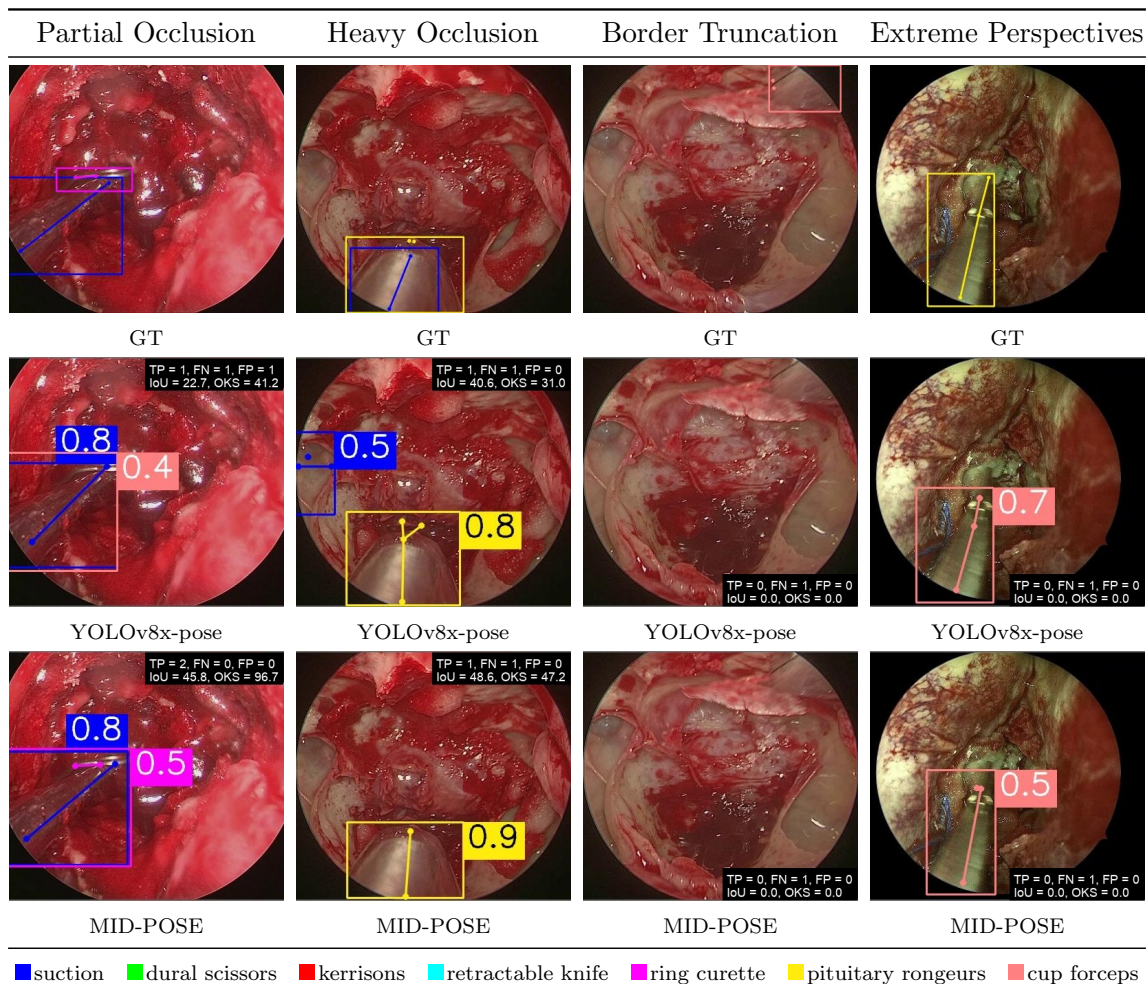 Partial Occlusion Heavy Occlusion Border Truncation Extreme Perspectives
GT GT GT GT
TP = 1, FN = 1, FP = 1
IoU = 22.7, OKS = 41.2
0.8
0.4
TP = 1, FN = 1, FP = 0
IoU = 40.6, OKS = 31.0
0.5
0.8
TP = 0, FN = 1, FP = 0
IoU = 0.0, OKS = 0.0
0.7
TP = 0, FN = 1, FP = 0
IoU = 0.0, OKS = 0.0
YOLOv8x-pose YOLOv8x-pose YOLOv8x-pose YOLOv8x-pose
TP = 2, FN = 0, FP = 0
IoU = 45.8, OKS = 96.7
0.8
0.5
TP = 1, FN = 1, FP = 0
IoU = 48.6, OKS = 47.2
0.9
TP = 0, FN = 1, FP = 0
IoU = 0.0, OKS = 0.0
0.5
TP = 0, FN = 1, FP = 0
IoU = 0.0, OKS = 0.0
MID-POSE MID-POSE MID-POSE MID-POSE
suction dural scissors kerrisons retractable knife ring curette pituitary rongeurs cup forceps